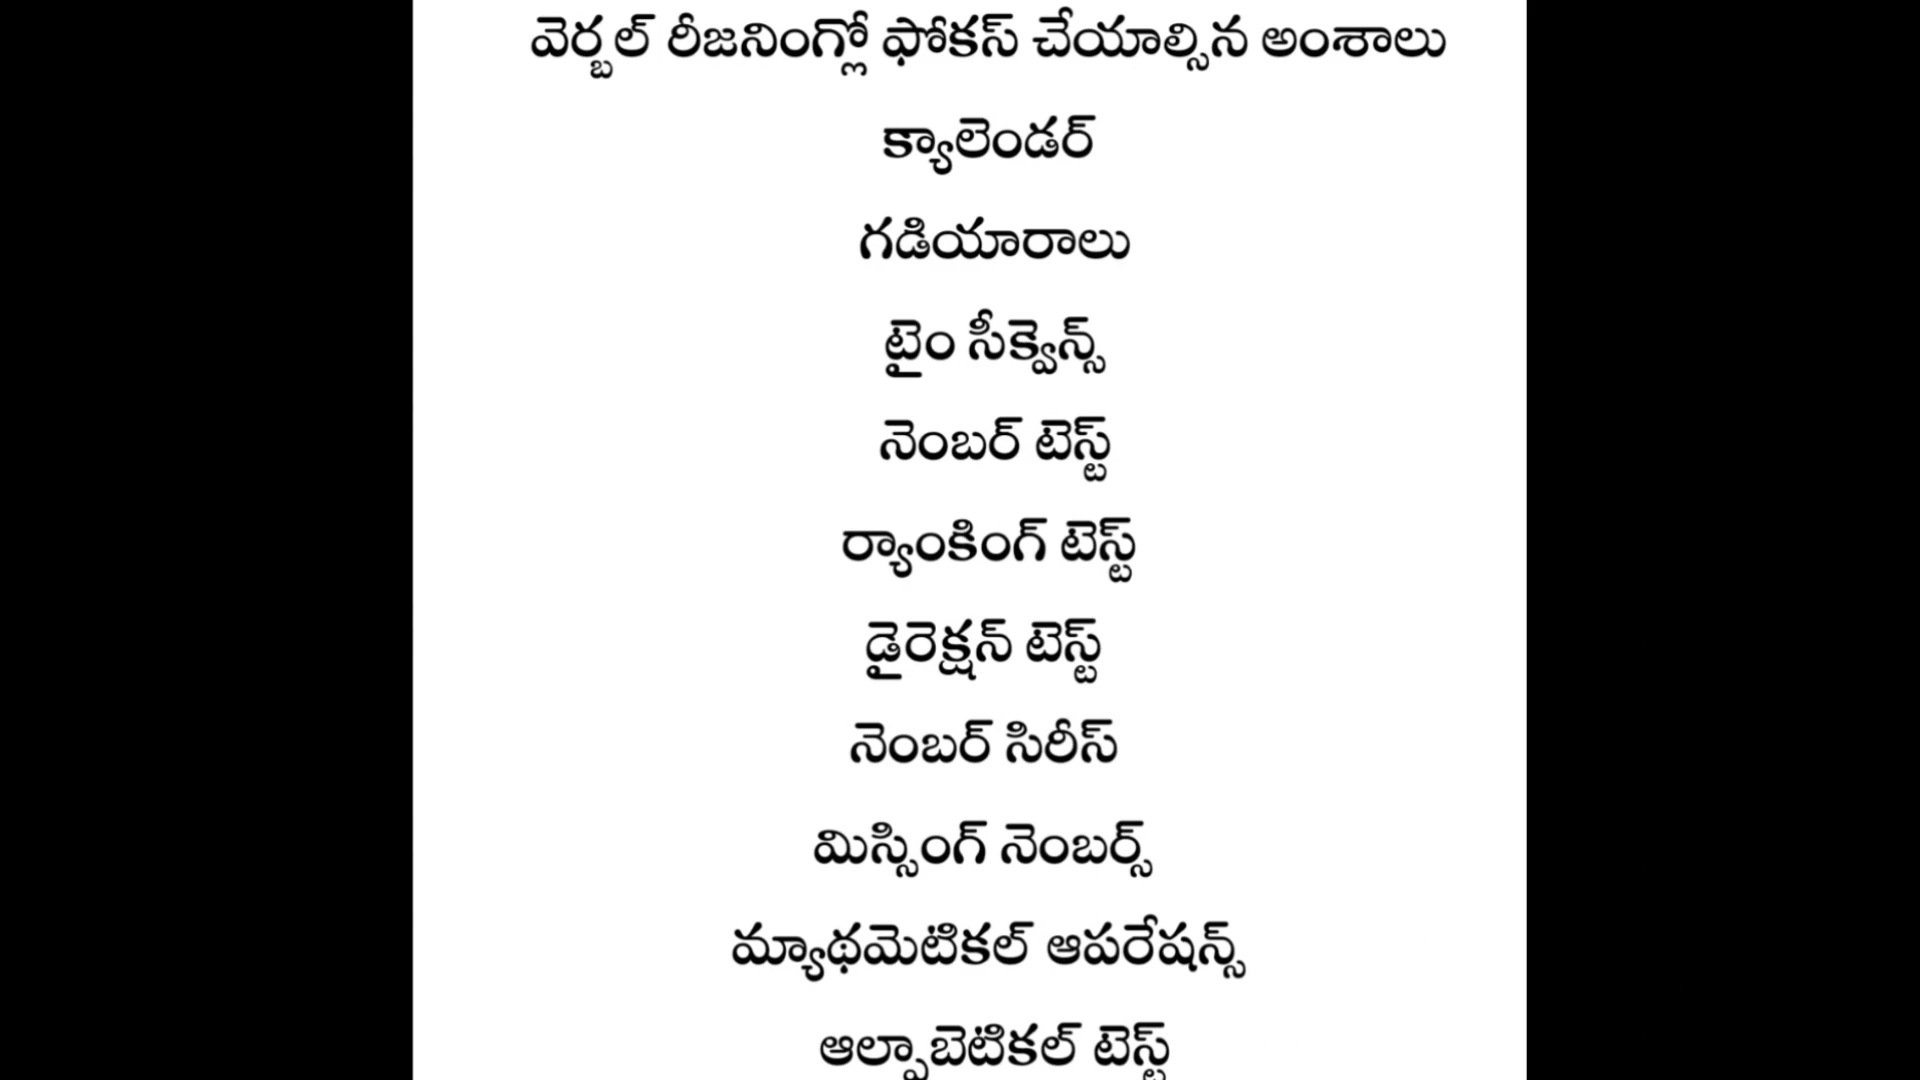 వెర్బల్ రీజనింగ్లో ఫోకస్ చేయాల్సిన అంశాలు
క్యాలెండర్
గడియారాలు
టైం సీక్వెన్స్
నెంబర్ టెస్ట్
ర్యాంకింగ్ టెస్ట్
డైరెక్షన్ టెస్ట్
నెంబర్ సిరీస్
మిస్సింగ్ నెంబర్స్
మ్యాథమెటికల్ ఆపరేషన్స్
ఆల్ఫాబెటికల్ టెస్ట్